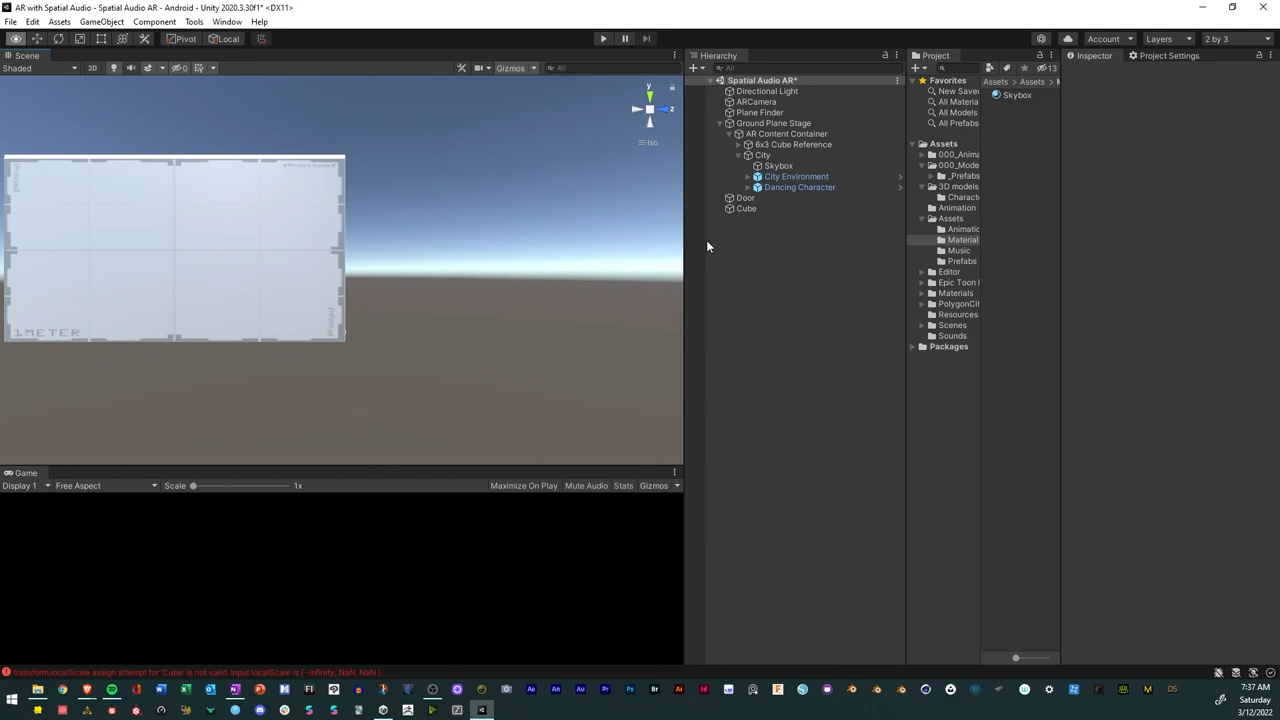 AR with Spatial Audio - Spatial Audio AR - Android - Unity 2020.3.30f1* <DX11>
File Edit Assets GameObject Component Tools Window Help
Pivot Local Account Layers 2 by 3
Scene
Shaded 2D 0 Gizmos All
y
z
Iso
1METER
Game
Display 1 Free Aspect Scale 1x Maximize On Play Mute Audio Stats Gizmos
Hierarchy
All
Spatial Audio AR*
Directional Light
ARCamera
Plane Finder
Ground Plane Stage
AR Content Container
6x3 Cube Reference
City
Skybox
City Environment
Dancing Character
Door
Cube
Project
13
Favorites
New Saved
All Materia
All Models
All Prefabs
Assets
000_Anima
000_Mode
_Prefabs
3D models
Charact
Animation
Assets
Animatic
Material
Music
Prefabs
Editor
Epic Toon
Materials
PolygonCit
Resources
Scenes
Sounds
Packages
Assets > Assets >
Skybox
Inspector Project Settings
transform.localScale assign attempt for 'Cube' is not valid. Input localScale is { -Infinity, NaN, NaN }.
7:37 AM
Saturday
3/12/2022